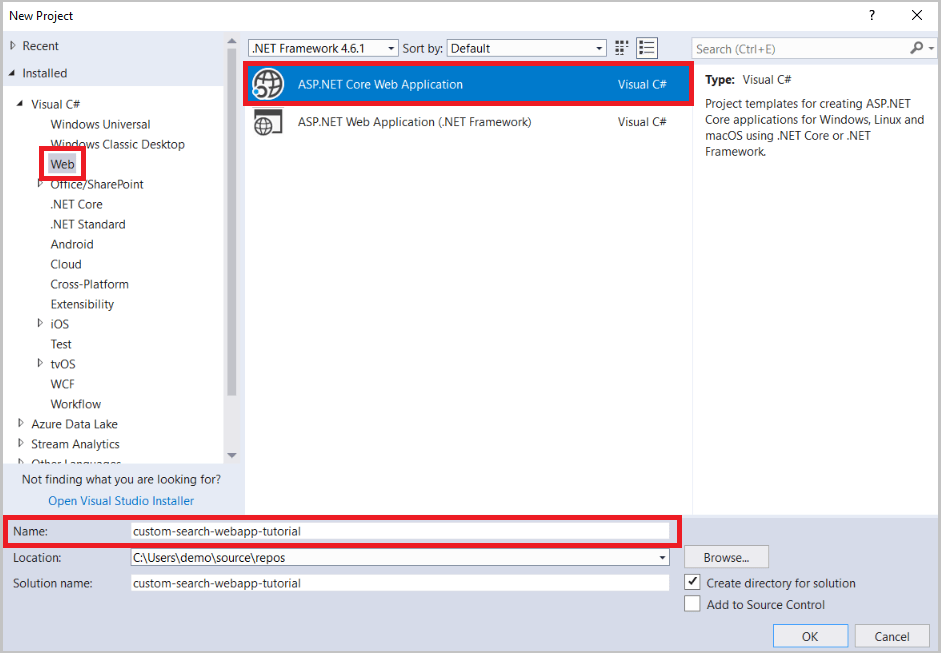 New Project
?
Recent
Installed
Visual C#
Windows Universal
Windows Classic Desktop
Web
Office/SharePoint
.NET Core
.NET Standard
Android
Cloud
Cross-Platform
Extensibility
iOS
Test
tvOS
WCF
Workflow
Azure Data Lake
Stream Analytics
Other Languages
Not finding what you are looking for?
Open Visual Studio Installer
.NET Framework 4.6.1 Sort by: Default
ASP.NET Core Web Application Visual C#
ASP.NET Web Application (.NET Framework) Visual C#
Search (Ctrl+E)
Type: Visual C#
Project templates for creating ASP.NET
Core applications for Windows, Linux and
macOS using .NET Core or .NET
Framework.
Name: custom-search-webapp-tutorial
Location: C:\Users\demo\source\repos
Browse...
Solution name: custom-search-webapp-tutorial
Create directory for solution
Add to Source Control
OK Cancel